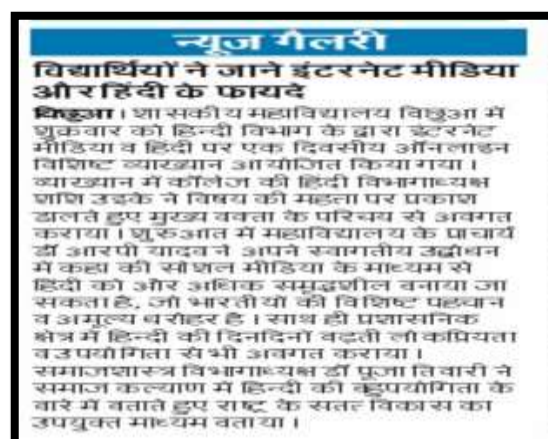 न्यूज गैलरी
विद्यार्थियों ने जाने इंटरनेट मीडिया
और हिंदी के फायदे
बिछुआ। शासकीय महाविद्यालय बिछुआ में
शुक्रवार को हिन्दी विभाग के द्वारा इंटरनेट
मीडिया व हिंदी पर एक दिवसीय ऑनलाइन
विशिष्ट व्याख्यान आयोजित किया गया।
व्याख्यान में कॉलेज की हिंदी विभागाध्यक्ष
शशि उइके ने विषय की महत्ता पर प्रकाश
डालते हुए मुख्य वक्ता के परिचय से अवगत
कराया। शुरुआत में महाविद्यालय के प्राचार्य
डॉ आरपी यादव ने अपने स्वागतीय उद्बोधन
में कहा की सोशल मीडिया के माध्यम से
हिंदी को और अधिक समृद्धशील बनाया जा
सकता है, जो भारतीयों की विशिष्ट पहचान
व अमूल्य धरोहर है। साथ ही प्रशासनिक
क्षेत्र में हिन्दी की दिनदिनों बढ़ती लोकप्रियता
व उपयोगिता से भी अवगत कराया।
समाजशास्त्र विभागाध्यक्ष डॉ पूजा तिवारी ने
समाज कल्याण में हिन्दी की बहुपयोगिता के
बारे में बताते हुए राष्ट्र के सतत विकास का
उपयुक्त माध्यम बताया।